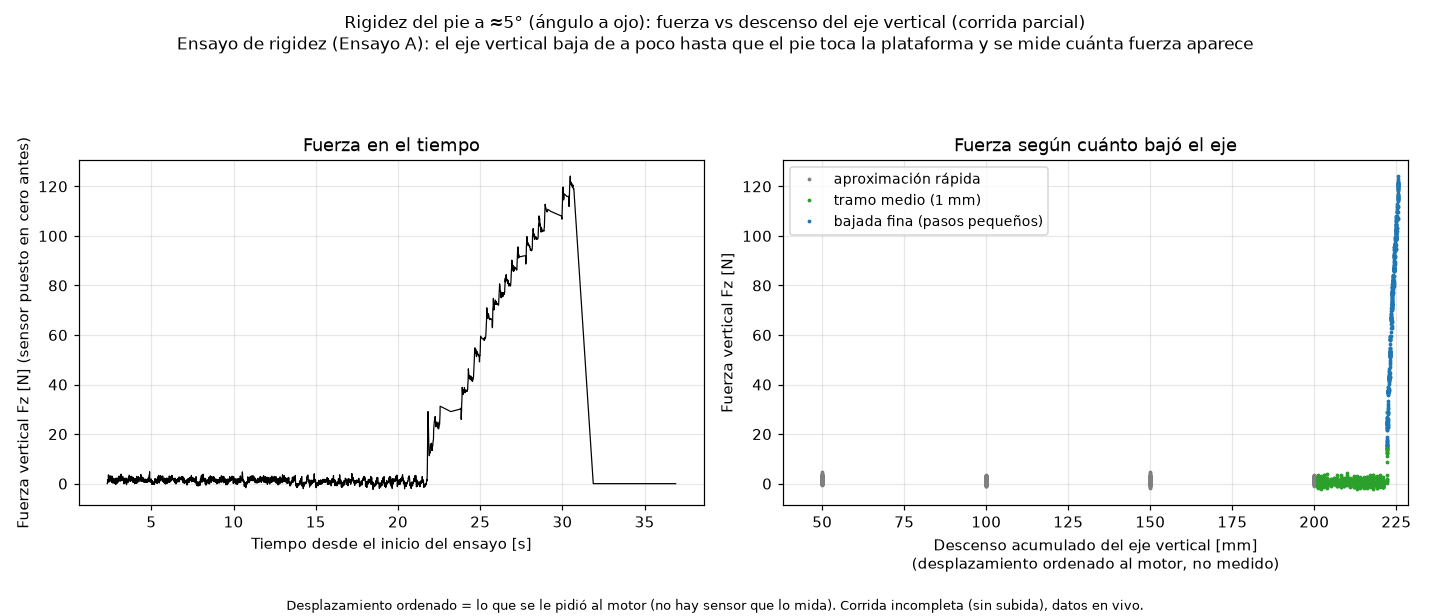 Rigidez del pie a ≈5° (ángulo a ojo): fuerza vs descenso del eje vertical (corrida parcial)
Ensayo de rigidez (Ensayo A): el eje vertical baja de a poco hasta que el pie toca la plataforma y se mide cuánta fuerza aparece
Fuerza en el tiempo
Fuerza vertical Fz [N] (sensor puesto en cero antes)
120
100
80
60
40
20
0
5
10
15
20
25
30
35
Tiempo desde el inicio del ensayo [s]
Fuerza según cuánto bajó el eje
aproximación rápida
tramo medio (1 mm)
bajada fina (pasos pequeños)
Fuerza vertical Fz [N]
120
100
80
60
40
20
0
50
75
100
125
150
175
200
225
Descenso acumulado del eje vertical [mm]
(desplazamiento ordenado al motor, no medido)
Desplazamiento ordenado = lo que se le pidió al motor (no hay sensor que lo mida). Corrida incompleta (sin subida), datos en vivo.